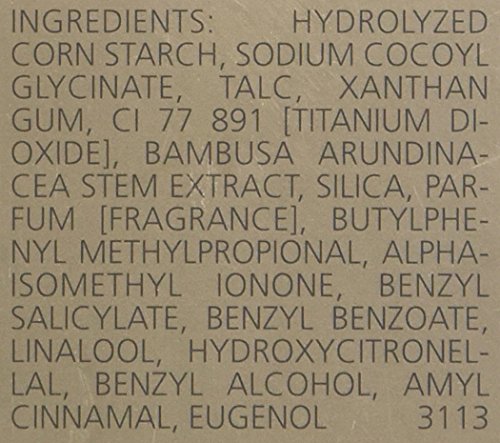 INGREDIENTS: HYDROLYZED
CORN STARCH, SODIUM COCOYL
GLYCINATE, TALC, XANTHAN
GUM, CI 77 891 [TITANIUM DI-
OXIDE], BAMBUSA ARUNDINA-
CEA STEM EXTRACT, SILICA, PAR-
FUM [FRAGRANCE], BUTYLPHE-
NYL METHYLPROPIONAL, ALPHA-
ISOMETHYL IONONE, BENZYL
SALICYLATE, BENZYL BENZOATE,
LINALOOL, HYDROXYCITRONEL-
LAL, BENZYL ALCOHOL, AMYL
CINNAMAL, EUGENOL 3113